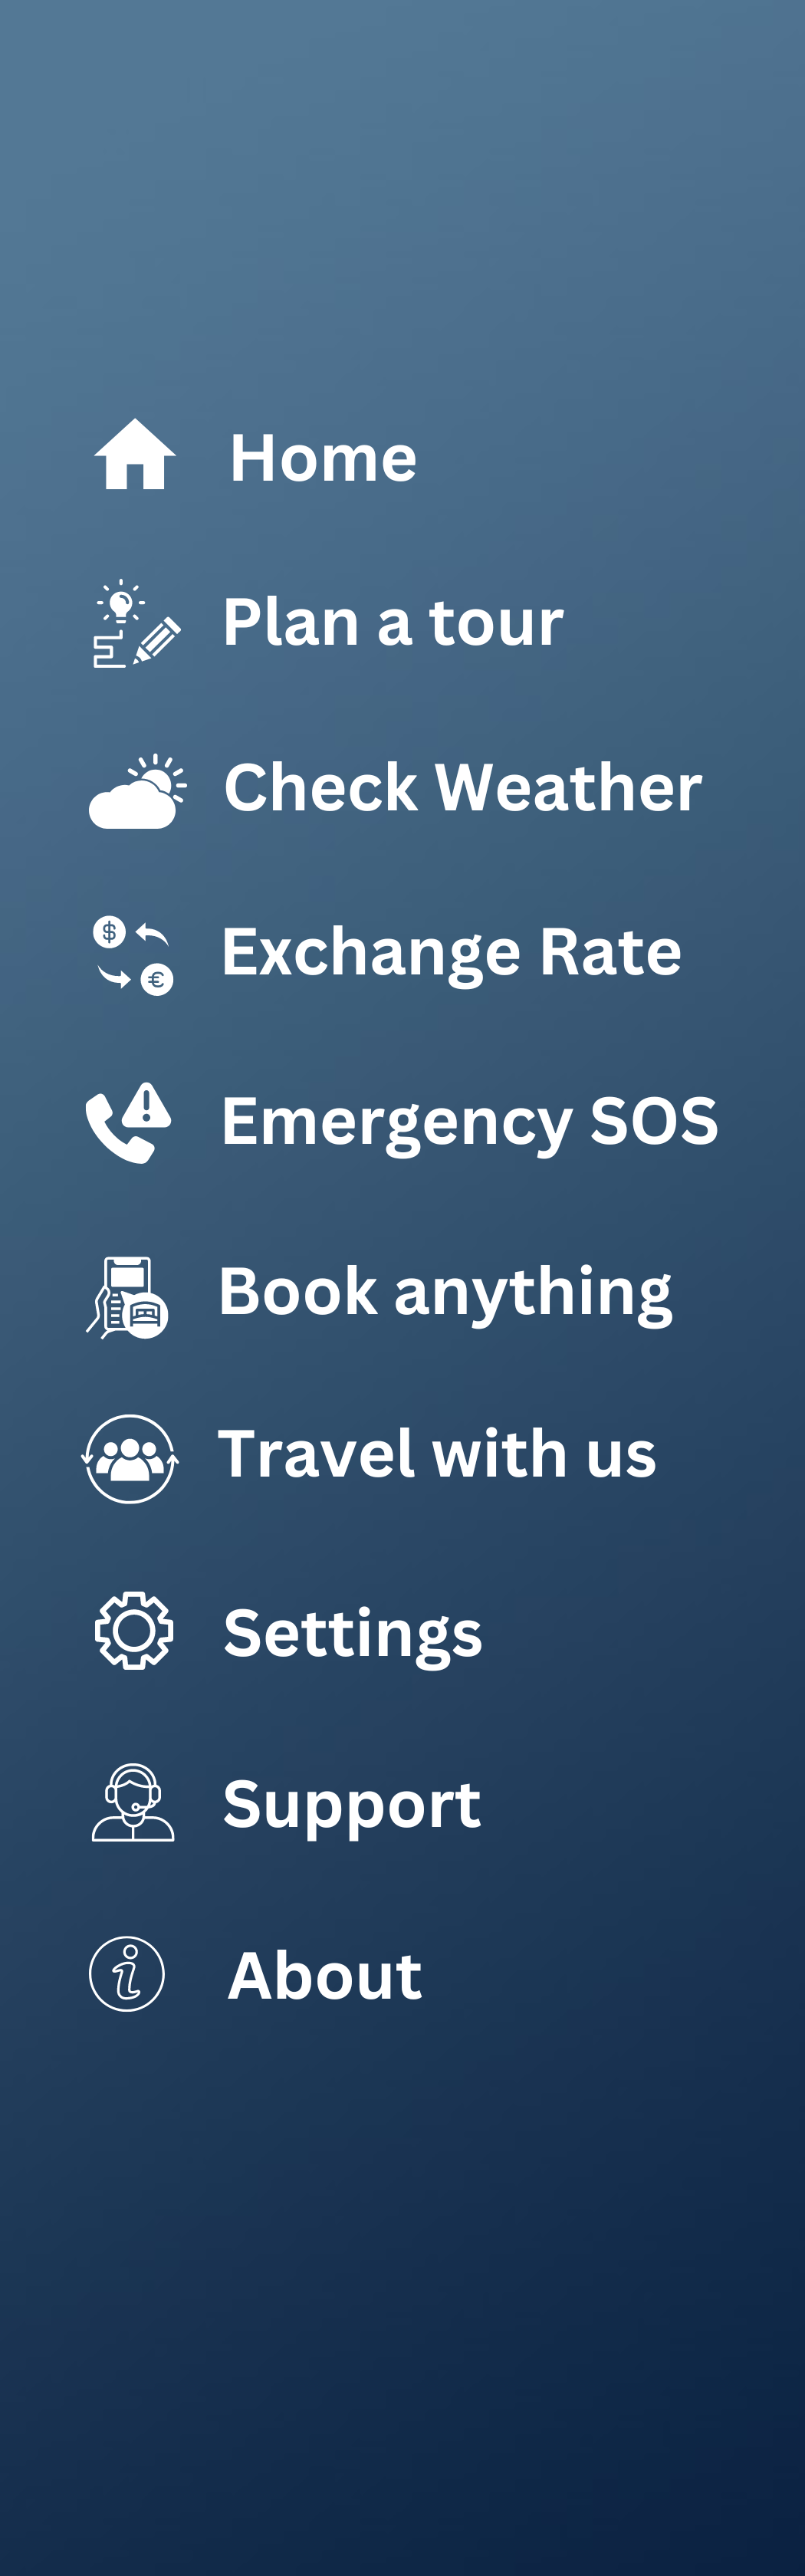 Home
Plan a tour
Check Weather
$
Exchange Rate
€
Emergency SOS
Book anything
Travel with us
Settings
Support
i
About